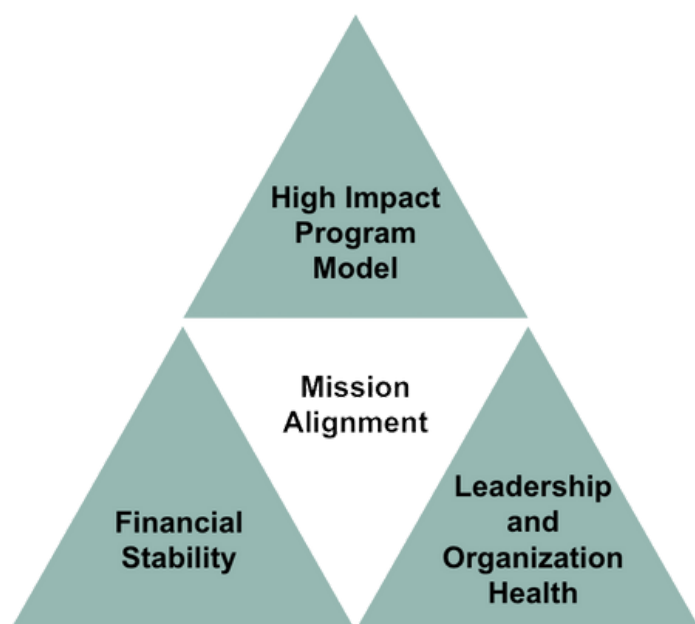 High Impact
Program
Model
Mission
Alignment
Financial
Stability
Leadership
and
Organization
Health